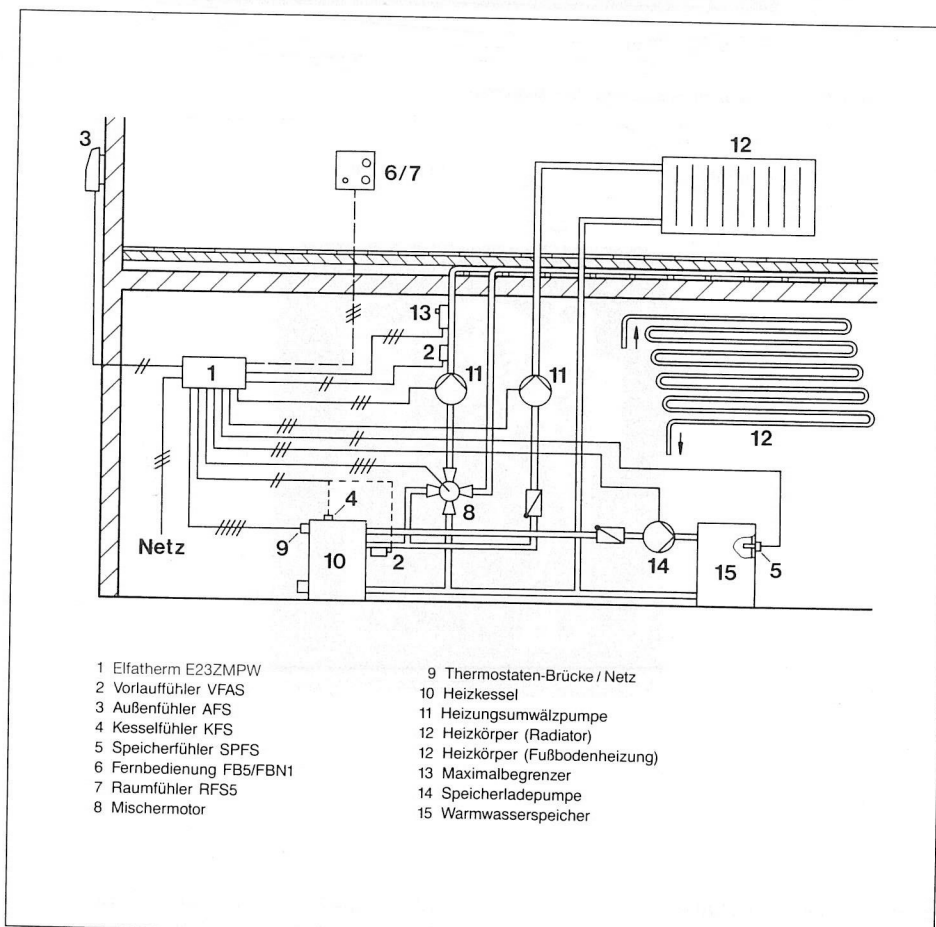 3
12
6/7
13
2
11
11
1
12
4
8
9
Netz
10
2
14
15
5
1 Elfatherm E23ZMPW
2 Vorlauffühler VFAS
3 Außenfühler AFS
4 Kesselfühler KFS
5 Speicherfühler SPFS
6 Fernbedienung FB5/FBN1
7 Raumfühler RFS5
8 Mischermotor
9 Thermostaten-Brücke / Netz
10 Heizkessel
11 Heizungsumwälzpumpe
12 Heizkörper (Radiator)
12 Heizkörper (Fußbodenheizung)
13 Maximalbegrenzer
14 Speicherladepumpe
15 Warmwasserspeicher